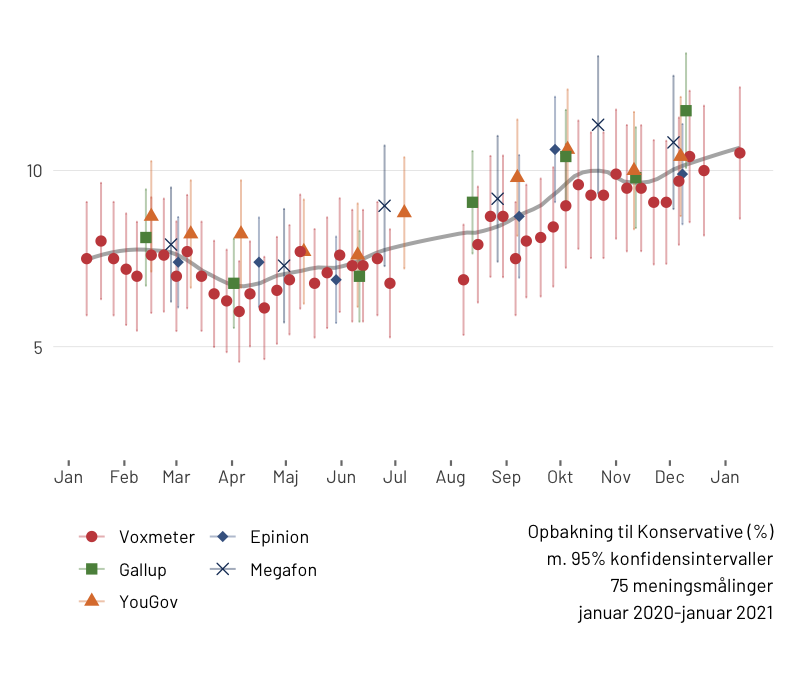 10
5
Jan Feb Mar Apr Maj Jun Jul Aug Sep Okt Nov Dec Jan
Voxmeter Epinion
Gallup Megafon
YouGov
Opbakning til Konservative (%)
m. 95% konfidensintervaller
75 meningsmålinger
januar 2020-januar 2021